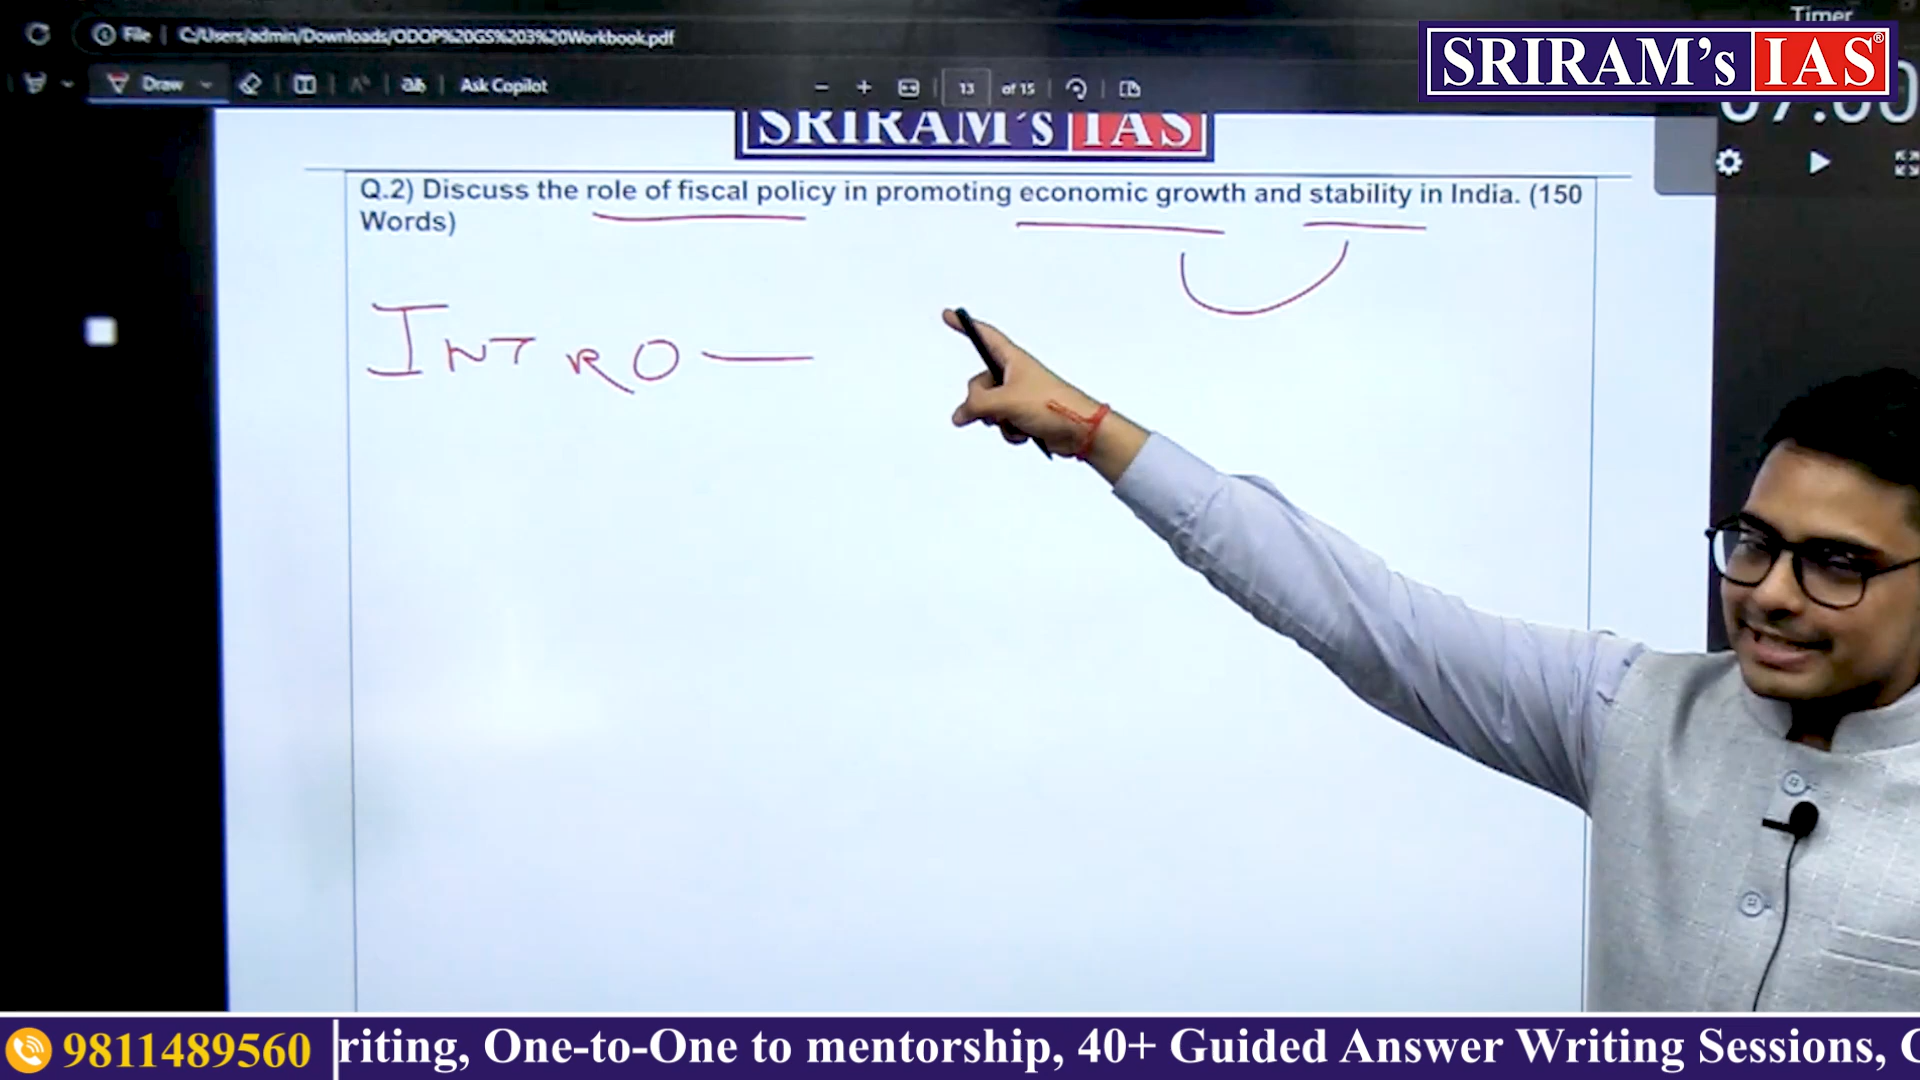 Timer
File | C:/Users/admin/Downloads/ODOP%20GS%203%20Workbook.pdf
SRIRAM's IAS®
Draw
Ask Copilot
13 of 15
SRIRAM's IAS
Q.2) Discuss the role of fiscal policy in promoting economic growth and stability in India. (150
Words)
INTRO —
9811489560
riting, One-to-One to mentorship, 40+ Guided Answer Writing Sessions, C